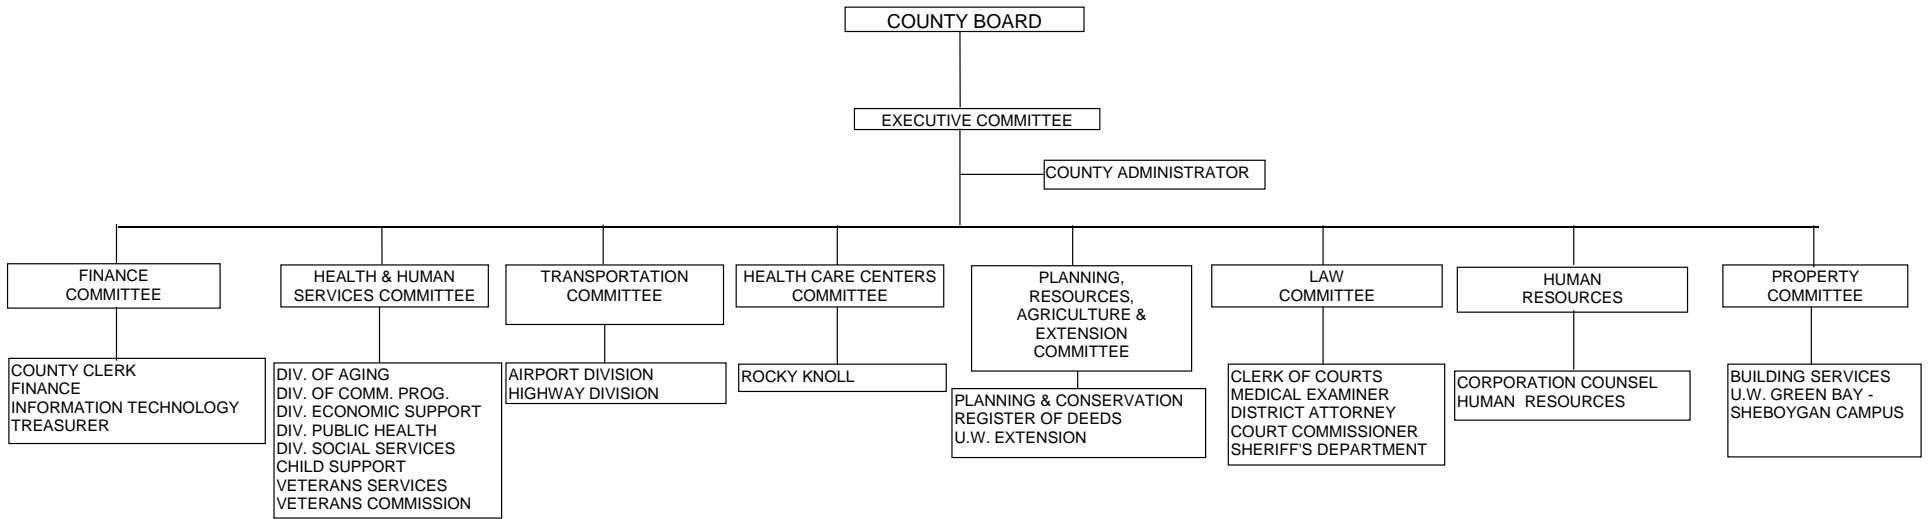 COUNTY BOARD
EXECUTIVE COMMITTEE
COUNTY ADMINISTRATOR
FINANCE
COMMITTEE
COUNTY CLERK
FINANCE
INFORMATION TECHNOLOGY
TREASURER
HEALTH & HUMAN
SERVICES COMMITTEE
DIV. OF AGING
DIV. OF COMM. PROG.
DIV. ECONOMIC SUPPORT
DIV. PUBLIC HEALTH
DIV. SOCIAL SERVICES
CHILD SUPPORT
VETERANS SERVICES
VETERANS COMMISSION
TRANSPORTATION
COMMITTEE
AIRPORT DIVISION
HIGHWAY DIVISION
HEALTH CARE CENTERS
COMMITTEE
ROCKY KNOLL
PLANNING,
RESOURCES,
AGRICULTURE &
EXTENSION
COMMITTEE
PLANNING & CONSERVATION
REGISTER OF DEEDS
U.W. EXTENSION
LAW
COMMITTEE
CLERK OF COURTS
MEDICAL EXAMINER
DISTRICT ATTORNEY
COURT COMMISSIONER
SHERIFF'S DEPARTMENT
HUMAN
RESOURCES
CORPORATION COUNSEL
HUMAN RESOURCES
PROPERTY
COMMITTEE
BUILDING SERVICES
U.W. GREEN BAY -
SHEBOYGAN CAMPUS